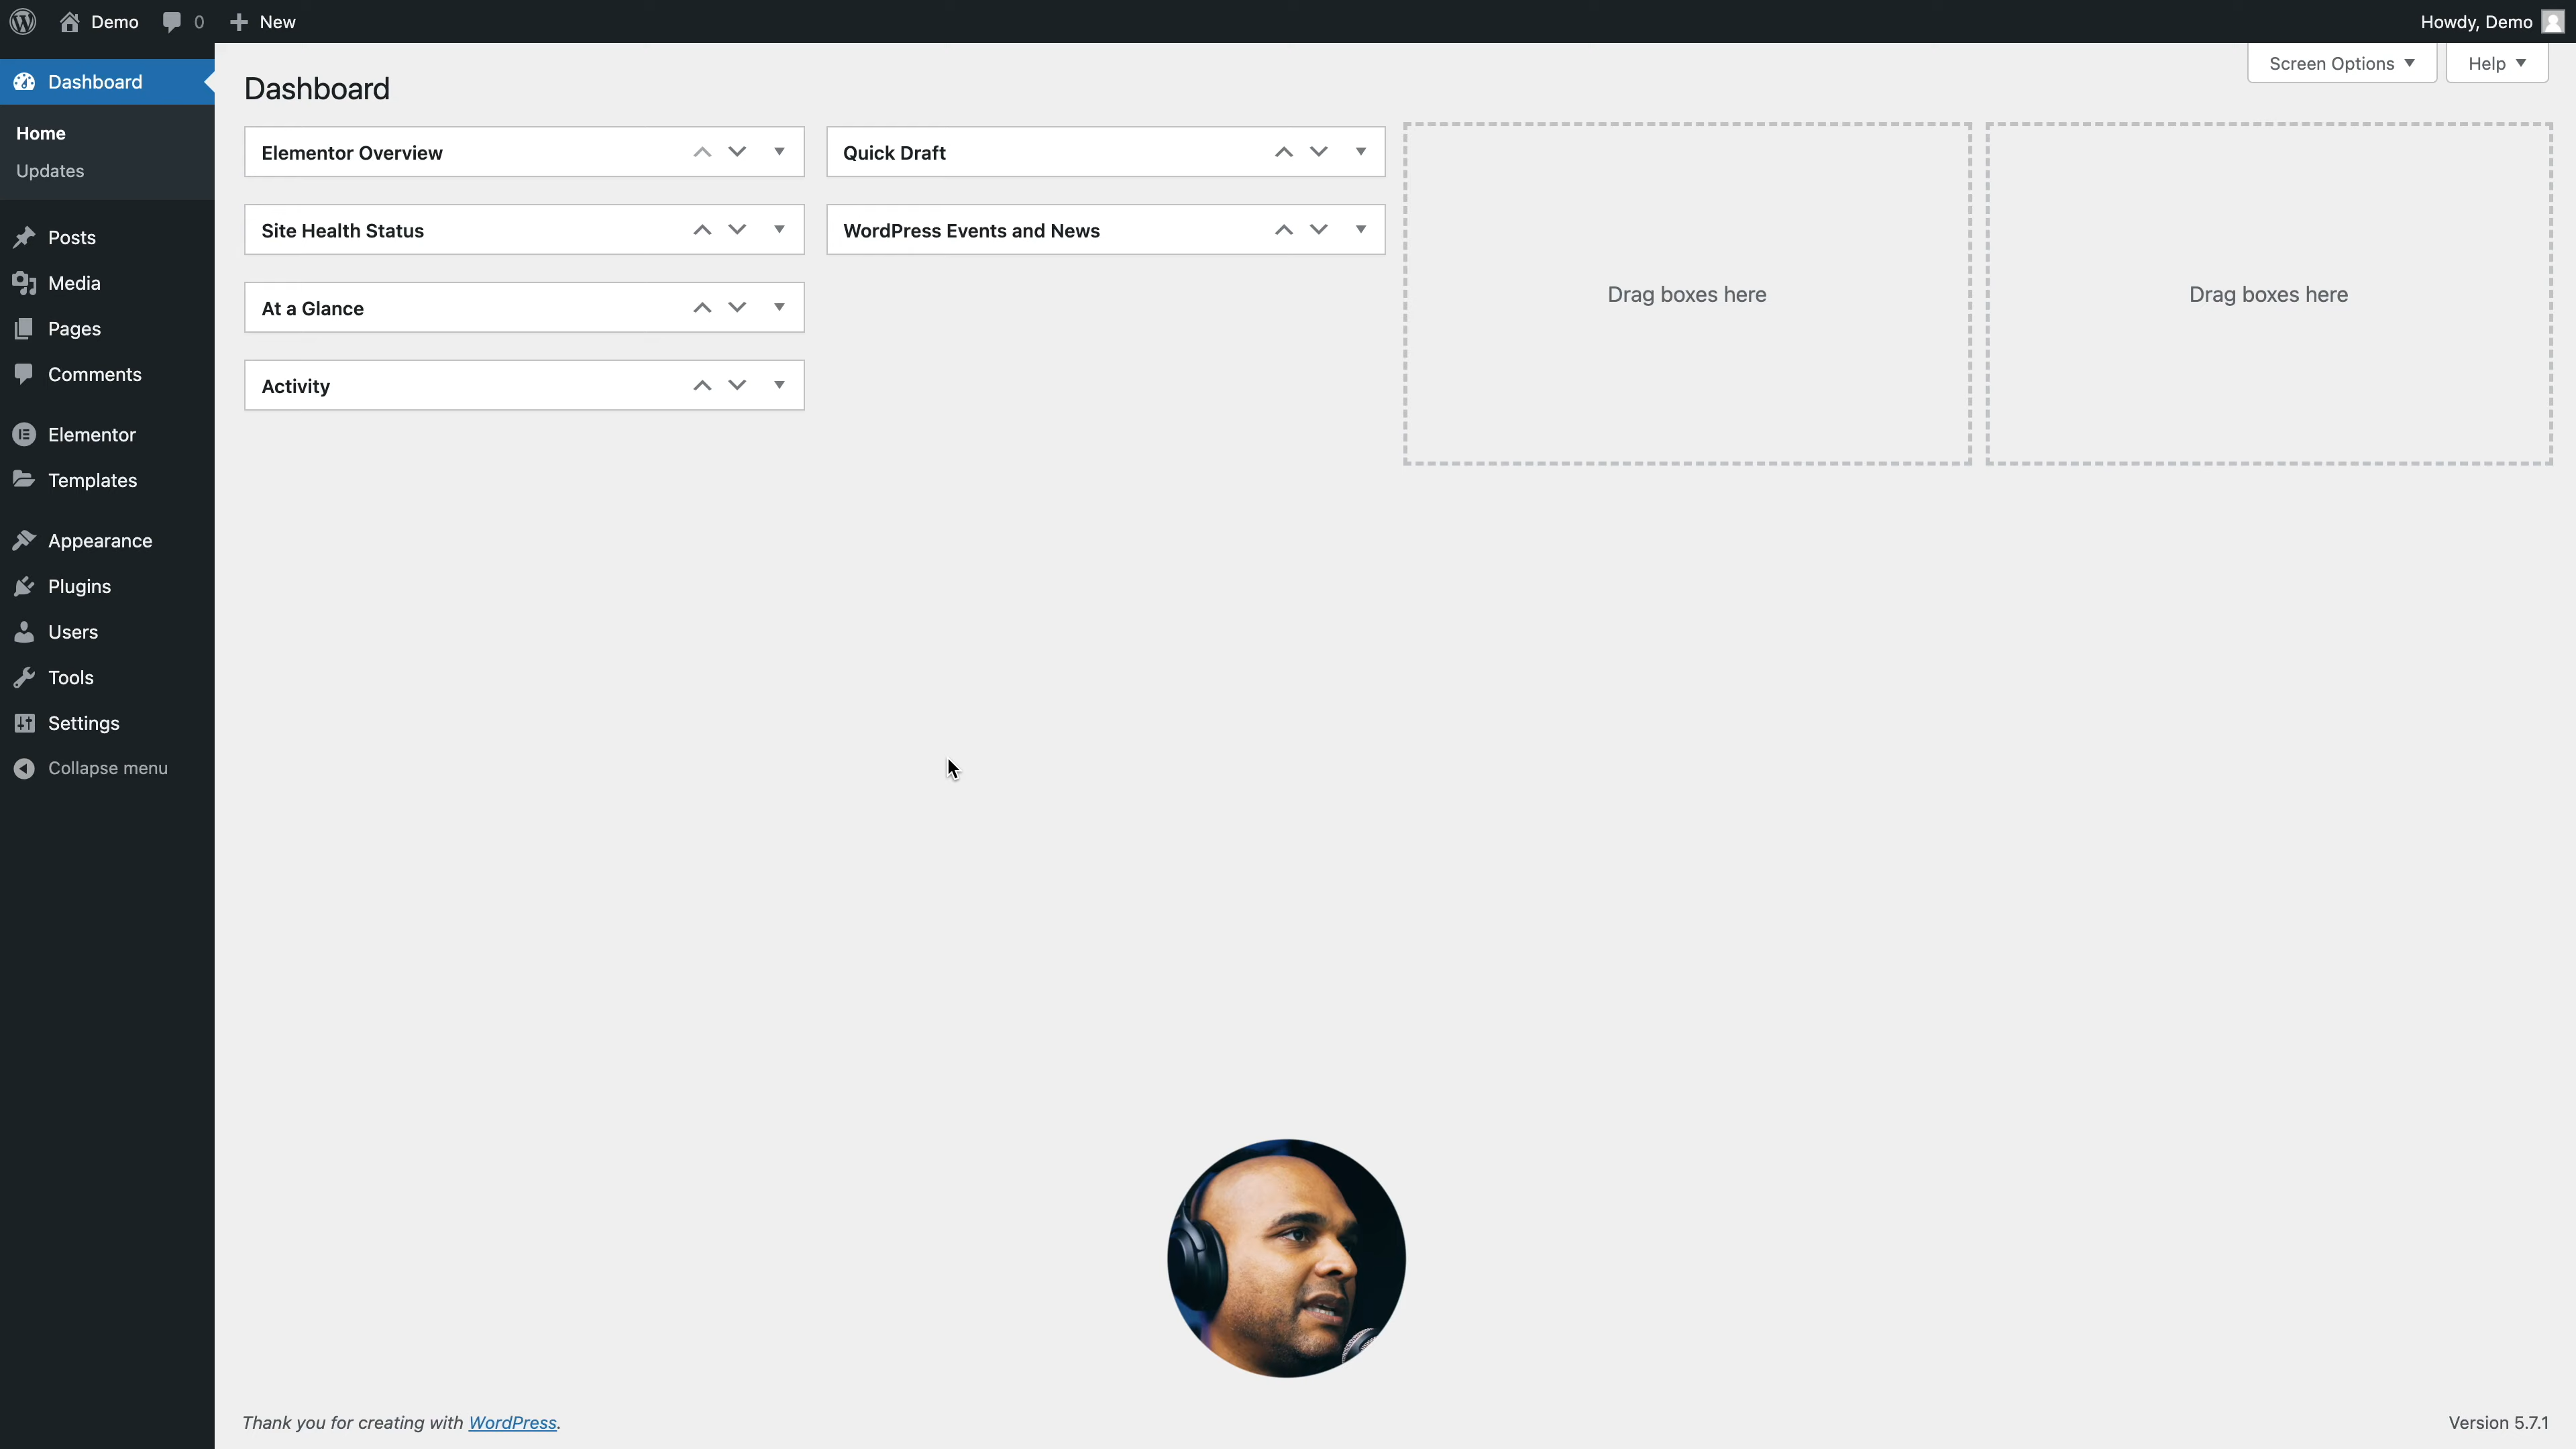 Demo
0
New
Howdy, Demo
Dashboard
Home
Updates
Posts
Media
Pages
Comments
Elementor
Templates
Appearance
Plugins
Users
Tools
Settings
Collapse menu
Screen Options
Help
Dashboard
Elementor Overview
Site Health Status
At a Glance
Activity
Quick Draft
WordPress Events and News
Drag boxes here
Drag boxes here
Thank you for creating with WordPress.
Version 5.7.1